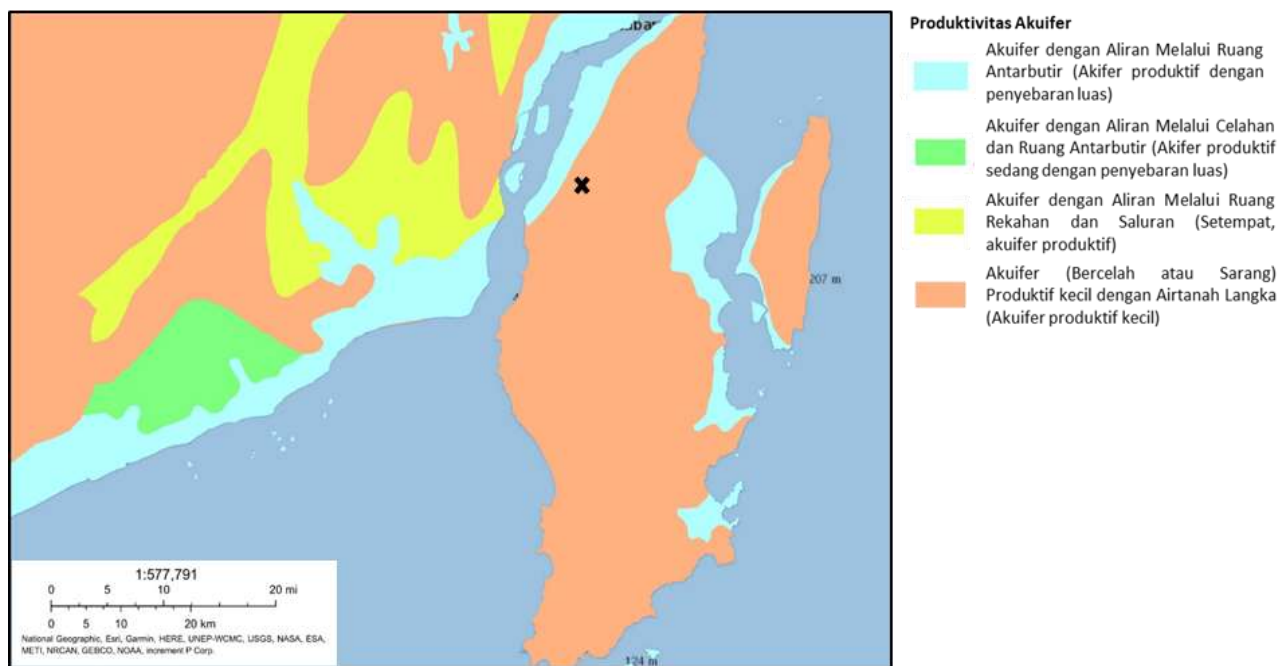 Produktivitas Akuifer
Akuifer dengan Aliran Melalui Ruang
Antarbutir (Akifer produktif dengan
penyebaran luas)
Akuifer dengan Aliran Melalui Celahan
dan Ruang Antarbutir (Akifer produktif
sedang dengan penyebaran luas)
Akuifer dengan Aliran Melalui Ruang
Rekahan dan Saluran (Setempat,
akuifer produktif)
Akuifer (Bercelah atau Sarang)
Produktif kecil dengan Airtanah Langka
(Akuifer produktif kecil)
207 m
124 m
1:577,791
0 5 10 20 mi
0 5 10 20 km
National Geographic, Esri, Garmin, HERE, UNEP-WCMC, USGS, NASA, ESA,
METI, NRCAN, GEBCO, NOAA, increment P Corp.